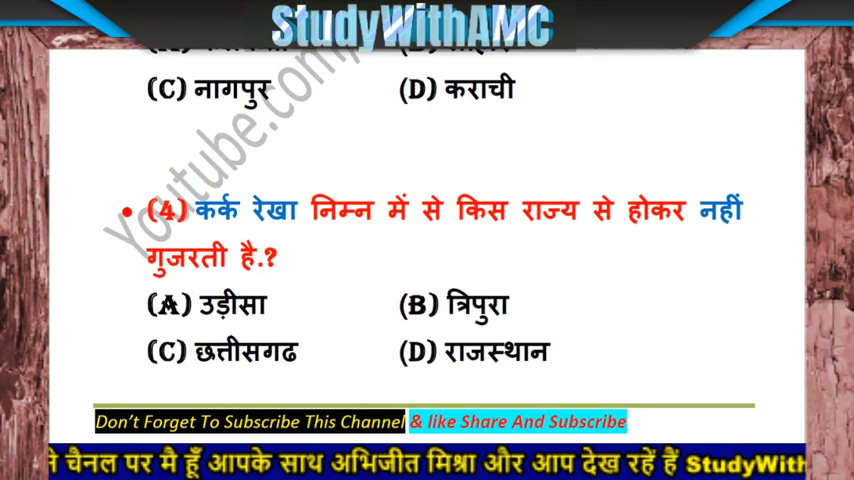 StudyWithAMC
(C) नागपुर (D) कराची
• (4) कर्क रेखा निम्न में से किस राज्य से होकर नहीं
गुजरती है.?
(A) उड़ीसा (B) त्रिपुरा
(C) छत्तीसगढ (D) राजस्थान
Youtube.com/
Don't Forget To Subscribe This Channel & like Share And Subscribe
चैनल पर मै हूँ आपके साथ अभिजीत मिश्रा और आप देख रहें हैं StudyWith